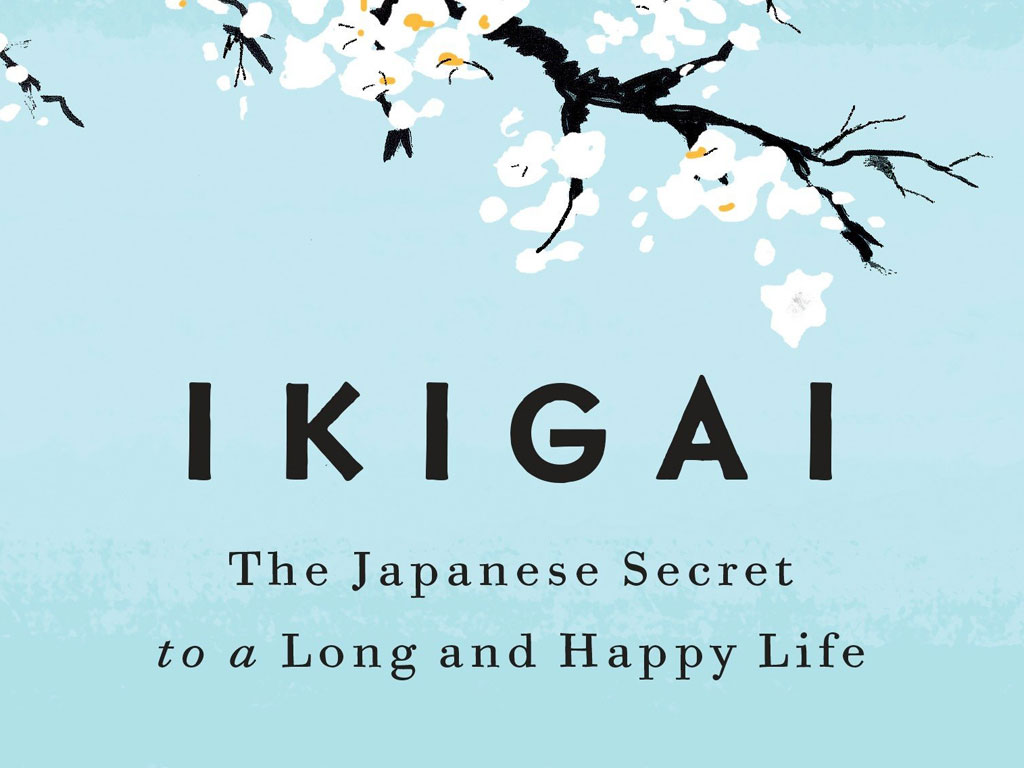 IKIGAI
The Japanese Secret
to a Long and Happy Life